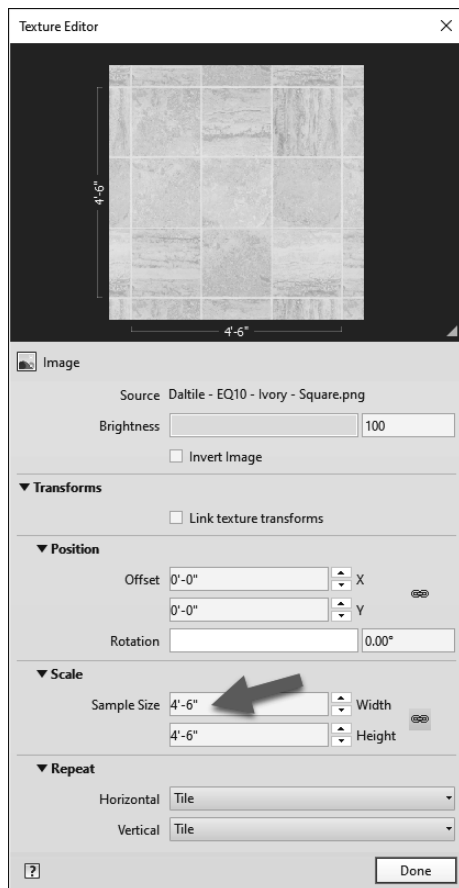 Texture Editor
4'-6"
4'-6"
Image
Source Daltile - EQ10 - Ivory - Square.png
Brightness 100
Invert Image
Transforms
Link texture transforms
Position
Offset 0'-0" X
0'-0" Y
Rotation 0.00°
Scale
Sample Size 4'-6" Width
4'-6" Height
Repeat
Horizontal Tile
Vertical Tile
? Done